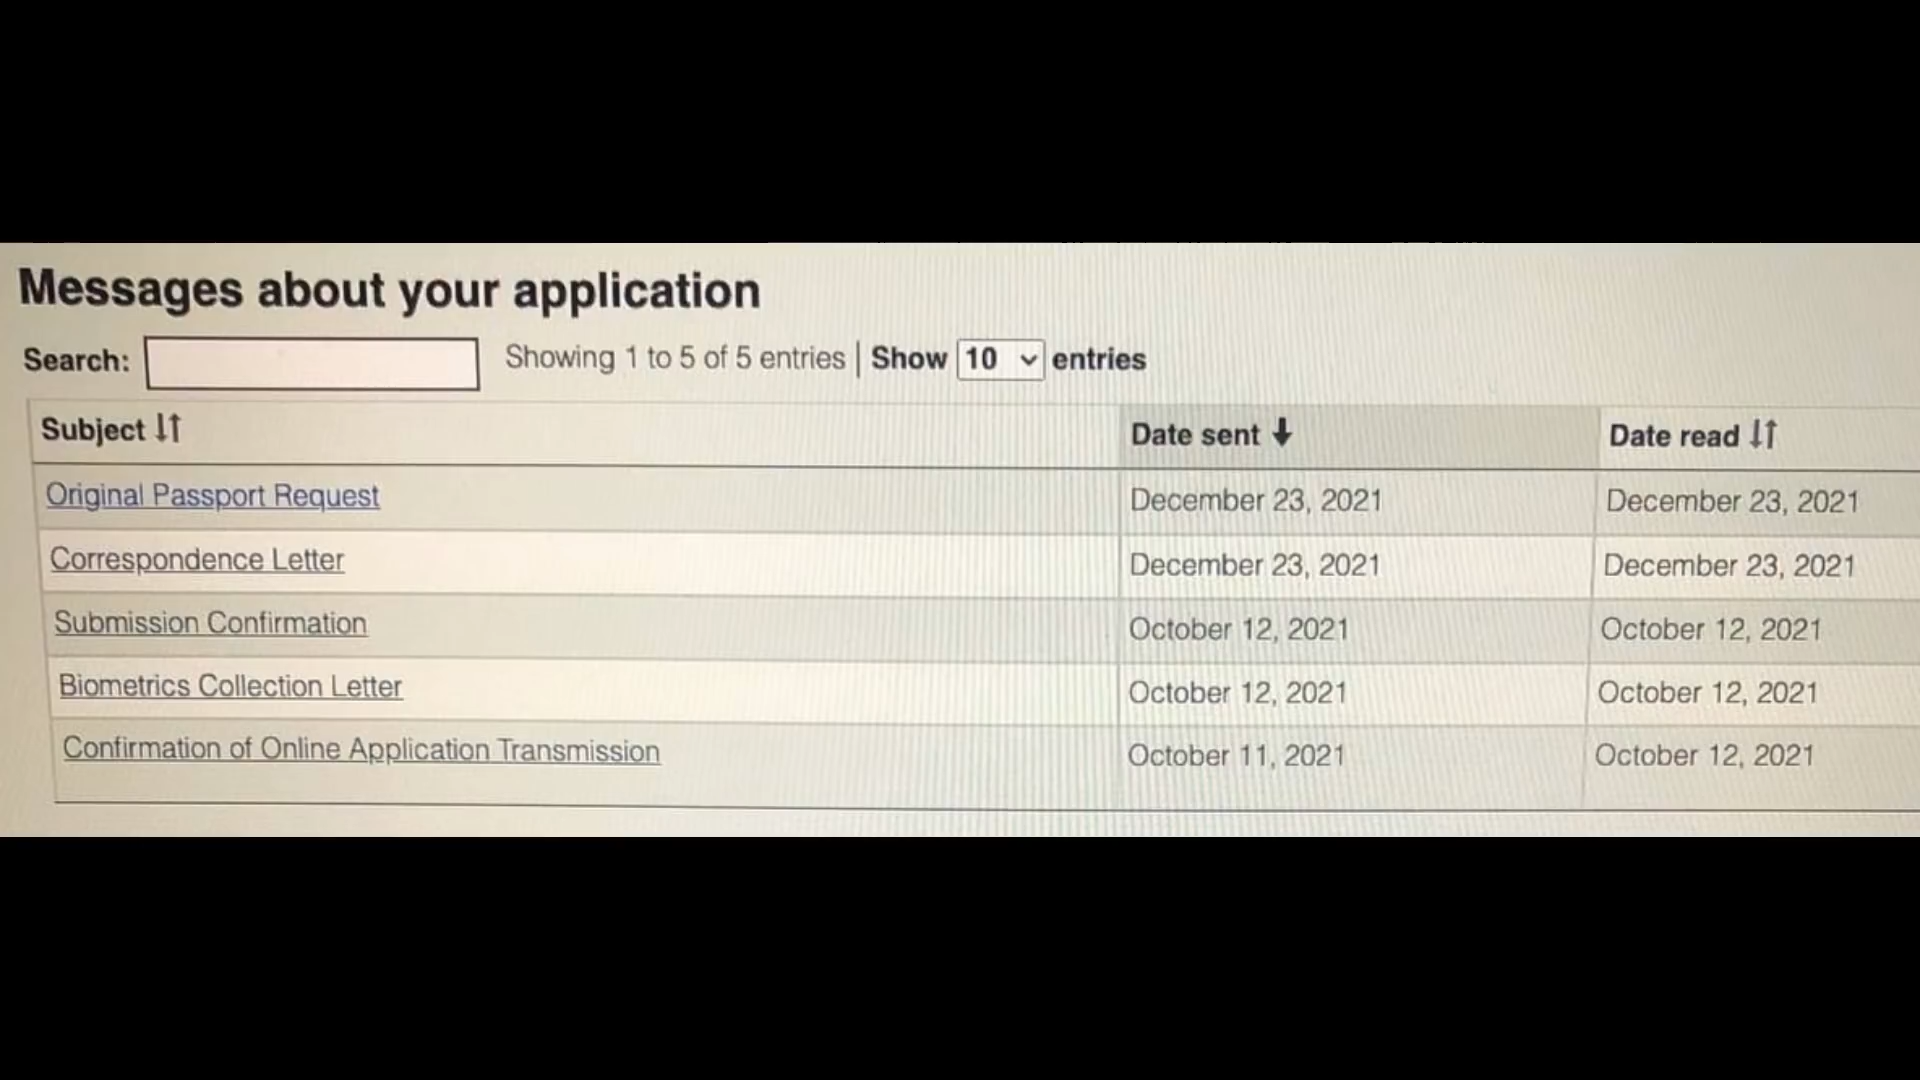 Messages about your application
Search: Showing 1 to 5 of 5 entries | Show 10 entries
Subject ↓↑ Date sent ↓ Date read ↓↑
Original Passport Request December 23, 2021 December 23, 2021
Correspondence Letter December 23, 2021 December 23, 2021
Submission Confirmation October 12, 2021 October 12, 2021
Biometrics Collection Letter October 12, 2021 October 12, 2021
Confirmation of Online Application Transmission October 11, 2021 October 12, 2021